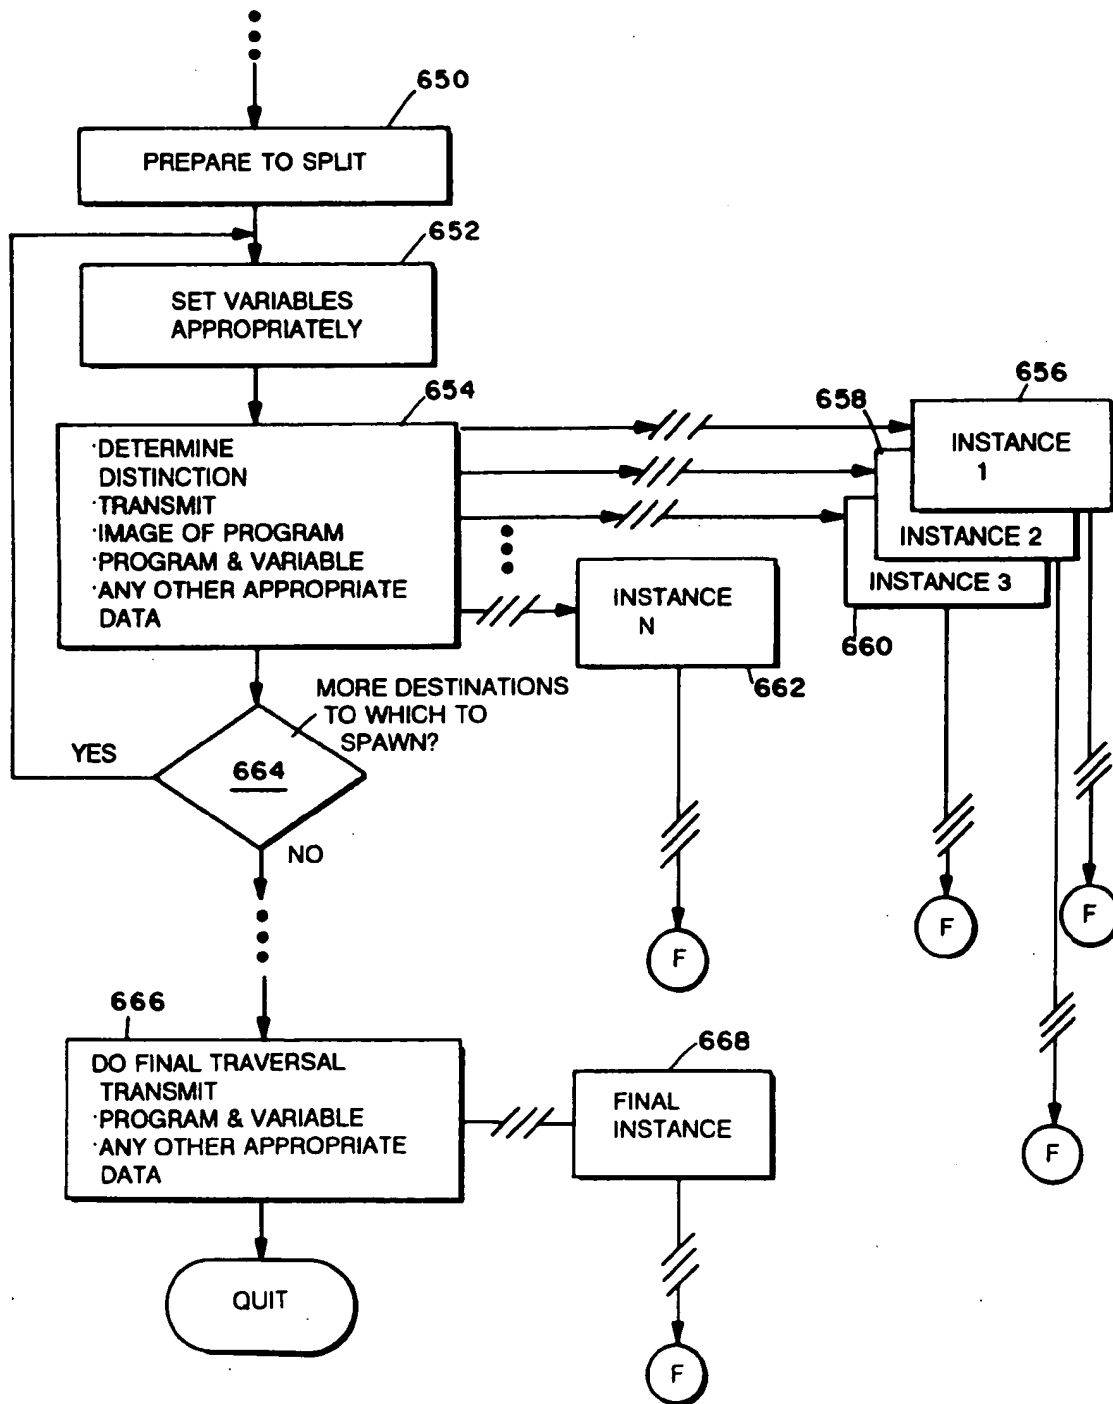 650
PREPARE TO SPLIT
652
SET VARIABLES
APPROPRIATELY
654
·DETERMINE
DISTINCTION
·TRANSMIT
·IMAGE OF PROGRAM
·PROGRAM & VARIABLE
·ANY OTHER APPROPRIATE
DATA
656
INSTANCE
1
658
INSTANCE 2
INSTANCE 3
660
INSTANCE
N
662
MORE DESTINATIONS
TO WHICH TO
SPAWN?
YES
664
NO
F
F
F
F
666
DO FINAL TRAVERSAL
TRANSMIT
·PROGRAM & VARIABLE
·ANY OTHER APPROPRIATE
DATA
668
FINAL
INSTANCE
QUIT
F